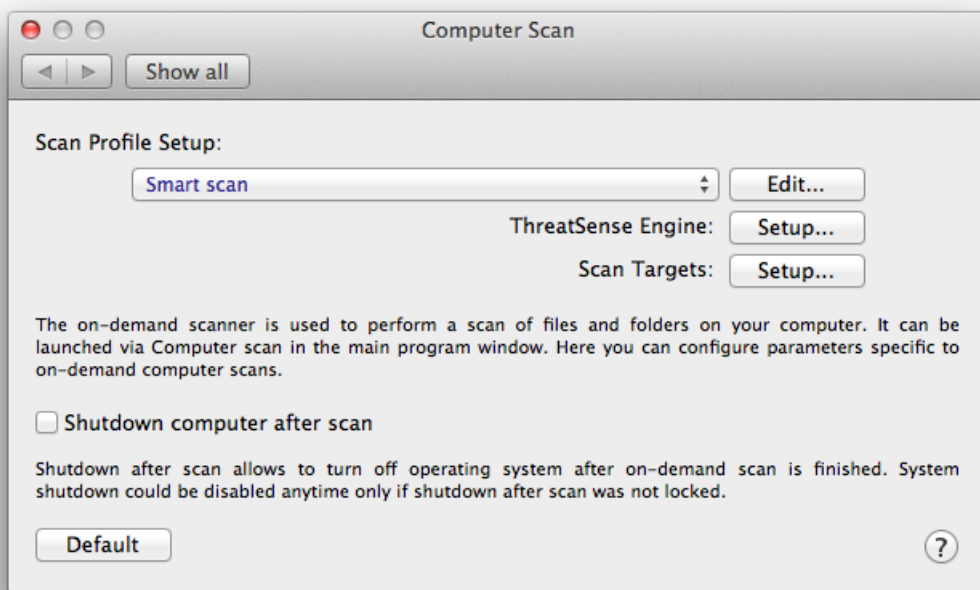 Computer Scan
Show all
Scan Profile Setup:
Smart scan
Edit...
ThreatSense Engine:
Setup...
Scan Targets:
Setup...
The on-demand scanner is used to perform a scan of files and folders on your computer. It can be
launched via Computer scan in the main program window. Here you can configure parameters specific to
on-demand computer scans.
Shutdown computer after scan
Shutdown after scan allows to turn off operating system after on-demand scan is finished. System
shutdown could be disabled anytime only if shutdown after scan was not locked.
Default
?